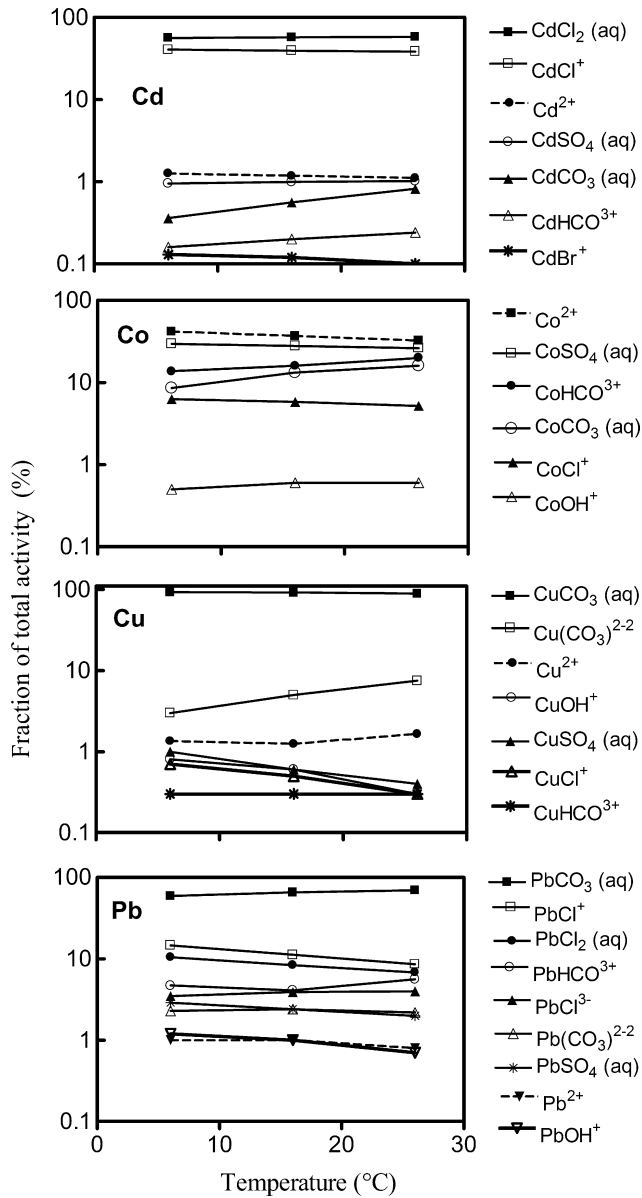 Fraction of total activity (%)
100
10
1
0.1
Cd
CdCl2 (aq)
CdCl+
Cd2+
CdSO4 (aq)
CdCO3 (aq)
CdHCO3+
CdBr+
100
10
1
0.1
Co
Co2+
CoSO4 (aq)
CoHCO3+
CoCO3 (aq)
CoCl+
CoOH+
100
10
1
0.1
Cu
CuCO3 (aq)
Cu(CO3)2-2
Cu2+
CuOH+
CuSO4 (aq)
CuCl+
CuHCO3+
100
10
1
0.1
Pb
PbCO3 (aq)
PbCl+
PbCl2 (aq)
PbHCO3+
PbCl3-
Pb(CO3)2-2
PbSO4 (aq)
Pb2+
PbOH+
0 10 20 30
Temperature (°C)